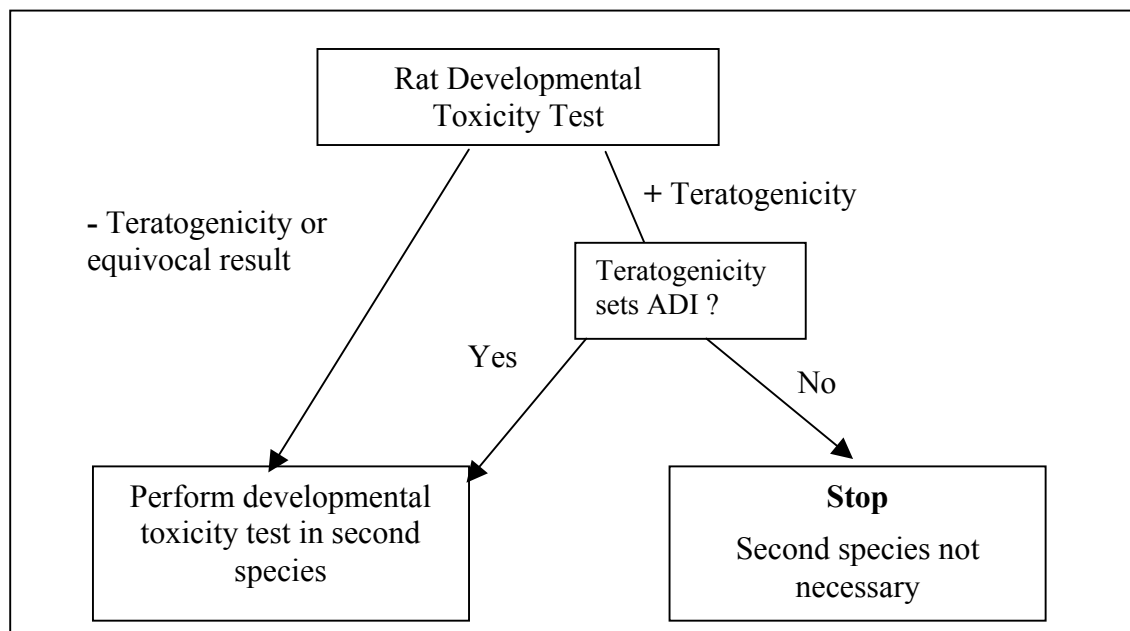 Rat Developmental
Toxicity Test
+ Teratogenicity
- Teratogenicity or
equivocal result
Teratogenicity
sets ADI ?
Yes
No
Perform developmental
toxicity test in second
species
Stop
Second species not
necessary